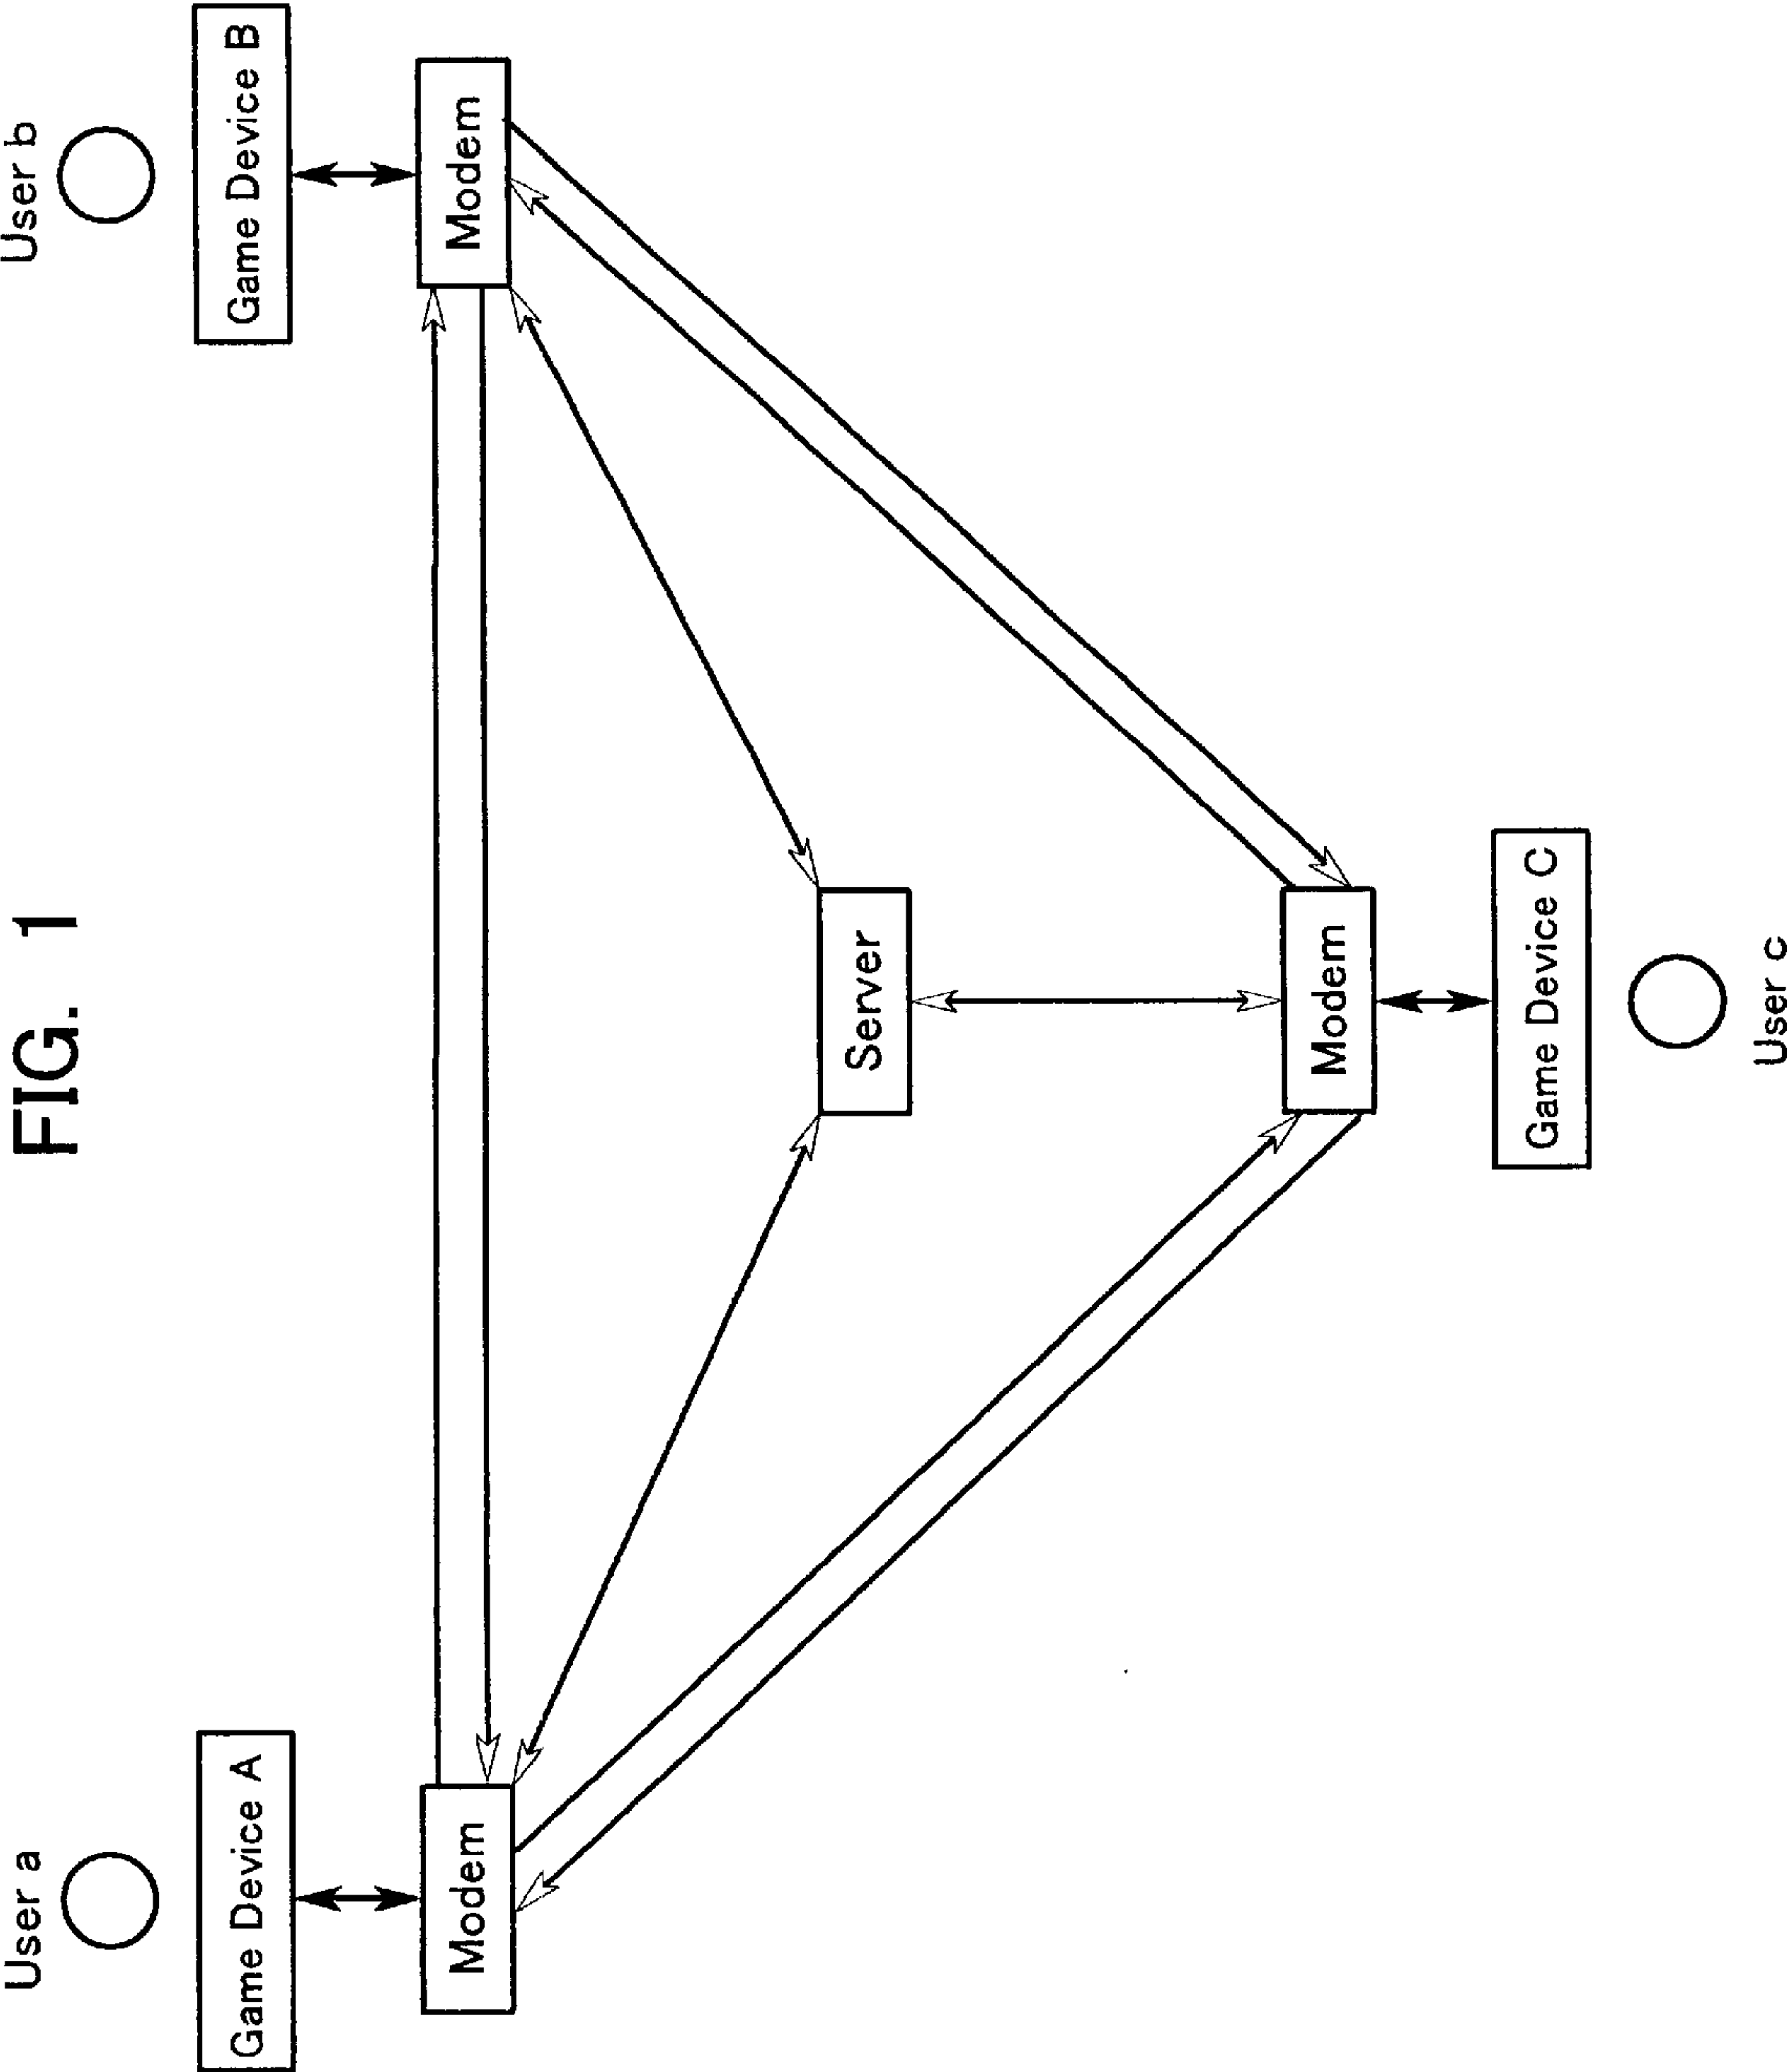 FIG. 1
User a
User b
Game Device A
Game Device B
Modem
Modem
Server
Modem
Game Device C
User c